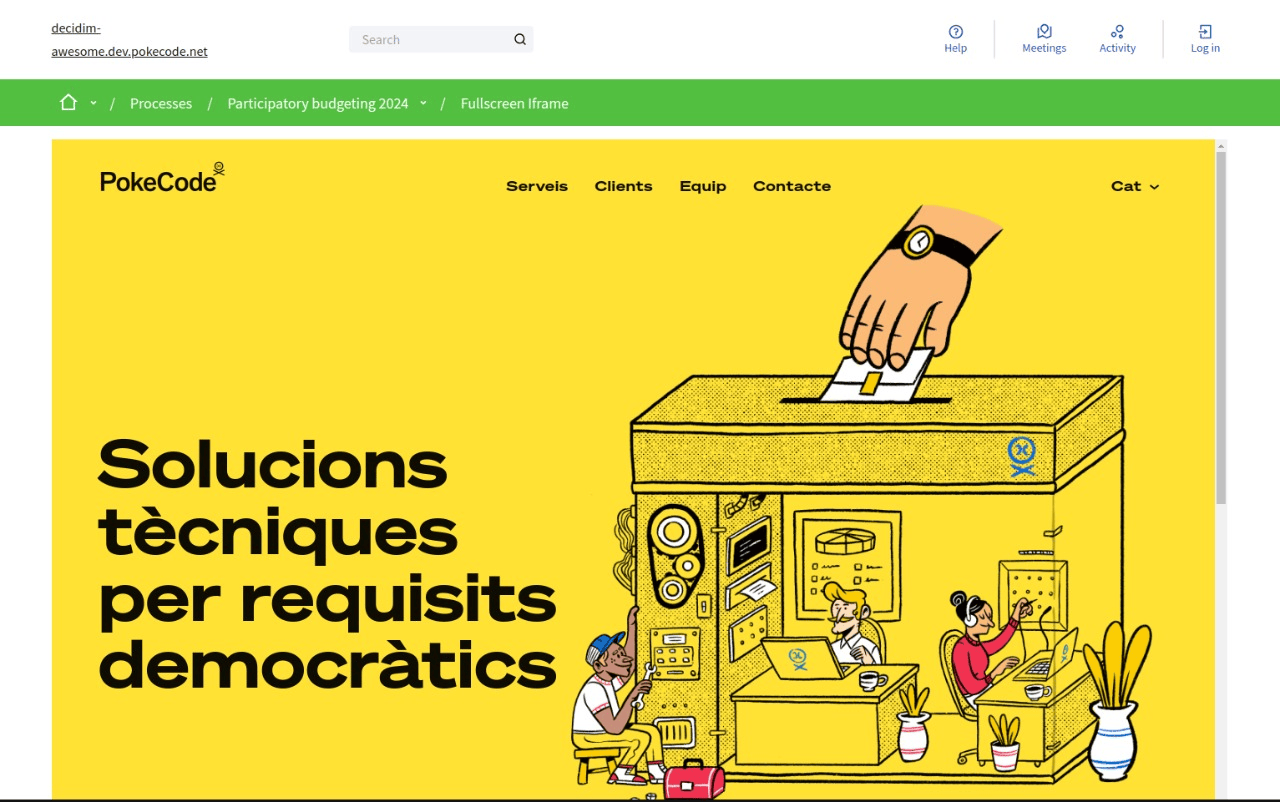 decidim-
awesome.dev.pokecode.net
Search
Help
Meetings
Activity
Log in
/ Processes / Participatory budgeting 2024 / Fullscreen Iframe
PokeCode
Serveis Clients Equip Contacte
Cat
Solucions
tècniques
per requisits
democràtics